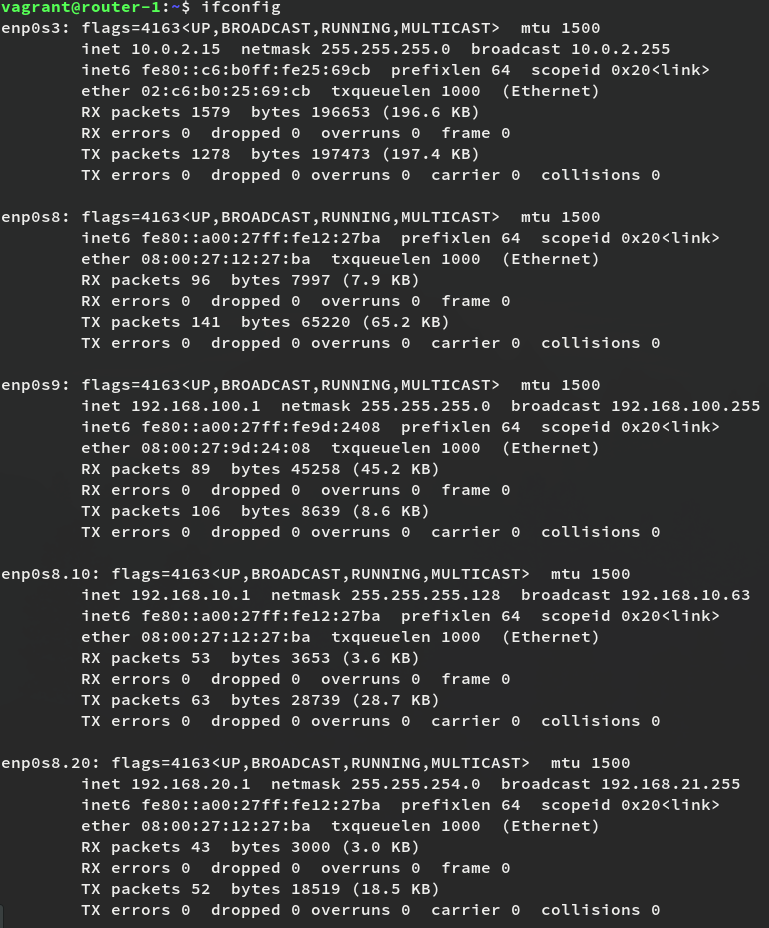 vagrant@router-1:~$ ifconfig
enp0s3: flags=4163<UP,BROADCAST,RUNNING,MULTICAST>  mtu 1500
        inet 10.0.2.15  netmask 255.255.255.0  broadcast 10.0.2.255
        inet6 fe80::c6:b0ff:fe25:69cb  prefixlen 64  scopeid 0x20<link>
        ether 02:c6:b0:25:69:cb  txqueuelen 1000  (Ethernet)
        RX packets 1579  bytes 196653 (196.6 KB)
        RX errors 0  dropped 0  overruns 0  frame 0
        TX packets 1278  bytes 197473 (197.4 KB)
        TX errors 0  dropped 0 overruns 0  carrier 0  collisions 0

enp0s8: flags=4163<UP,BROADCAST,RUNNING,MULTICAST>  mtu 1500
        inet6 fe80::a00:27ff:fe12:27ba  prefixlen 64  scopeid 0x20<link>
        ether 08:00:27:12:27:ba  txqueuelen 1000  (Ethernet)
        RX packets 96  bytes 7997 (7.9 KB)
        RX errors 0  dropped 0  overruns 0  frame 0
        TX packets 141  bytes 65220 (65.2 KB)
        TX errors 0  dropped 0 overruns 0  carrier 0  collisions 0

enp0s9: flags=4163<UP,BROADCAST,RUNNING,MULTICAST>  mtu 1500
        inet 192.168.100.1  netmask 255.255.255.0  broadcast 192.168.100.255
        inet6 fe80::a00:27ff:fe9d:2408  prefixlen 64  scopeid 0x20<link>
        ether 08:00:27:9d:24:08  txqueuelen 1000  (Ethernet)
        RX packets 89  bytes 45258 (45.2 KB)
        RX errors 0  dropped 0  overruns 0  frame 0
        TX packets 106  bytes 8639 (8.6 KB)
        TX errors 0  dropped 0 overruns 0  carrier 0  collisions 0

enp0s8.10: flags=4163<UP,BROADCAST,RUNNING,MULTICAST>  mtu 1500
        inet 192.168.10.1  netmask 255.255.255.128  broadcast 192.168.10.63
        inet6 fe80::a00:27ff:fe12:27ba  prefixlen 64  scopeid 0x20<link>
        ether 08:00:27:12:27:ba  txqueuelen 1000  (Ethernet)
        RX packets 53  bytes 3653 (3.6 KB)
        RX errors 0  dropped 0  overruns 0  frame 0
        TX packets 63  bytes 28739 (28.7 KB)
        TX errors 0  dropped 0 overruns 0  carrier 0  collisions 0

enp0s8.20: flags=4163<UP,BROADCAST,RUNNING,MULTICAST>  mtu 1500
        inet 192.168.20.1  netmask 255.255.254.0  broadcast 192.168.21.255
        inet6 fe80::a00:27ff:fe12:27ba  prefixlen 64  scopeid 0x20<link>
        ether 08:00:27:12:27:ba  txqueuelen 1000  (Ethernet)
        RX packets 43  bytes 3000 (3.0 KB)
        RX errors 0  dropped 0  overruns 0  frame 0
        TX packets 52  bytes 18519 (18.5 KB)
        TX errors 0  dropped 0 overruns 0  carrier 0  collisions 0